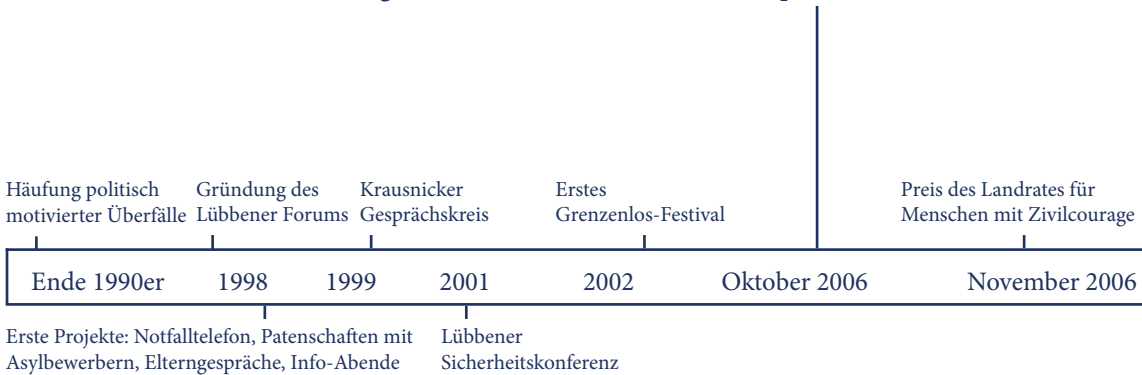 Häufung politisch
motivierter Überfälle
Gründung des
Lübbener Forums
Krausnicker
Gesprächskreis
Erstes
Grenzenlos-Festival
Preis des Landrates für
Menschen mit Zivilcourage
Ende 1990er
1998
1999
2001
2002
Oktober 2006
November 2006
Erste Projekte: Notfalltelefon, Patenschaften mit
Asylbewerbern, Elterngespräche, Info-Abende
Lübbener
Sicherheitskonferenz